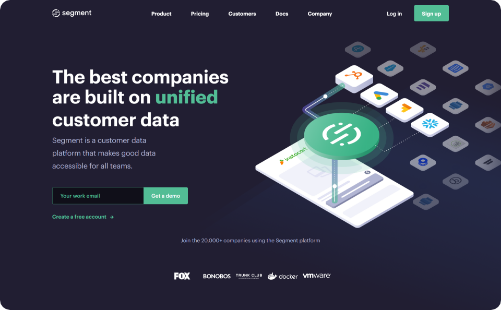 segment
Product Pricing Customers Docs Company Log in Sign up
The best companies
are built on unified
customer data
Segment is a customer data
platform that makes good data
accessible for all teams.
Your work email Get a demo
Create a free account →
instacart
Join the 20,000+ companies using the Segment platform
FOX BONOBOS TRUNK CLUB docker vmware